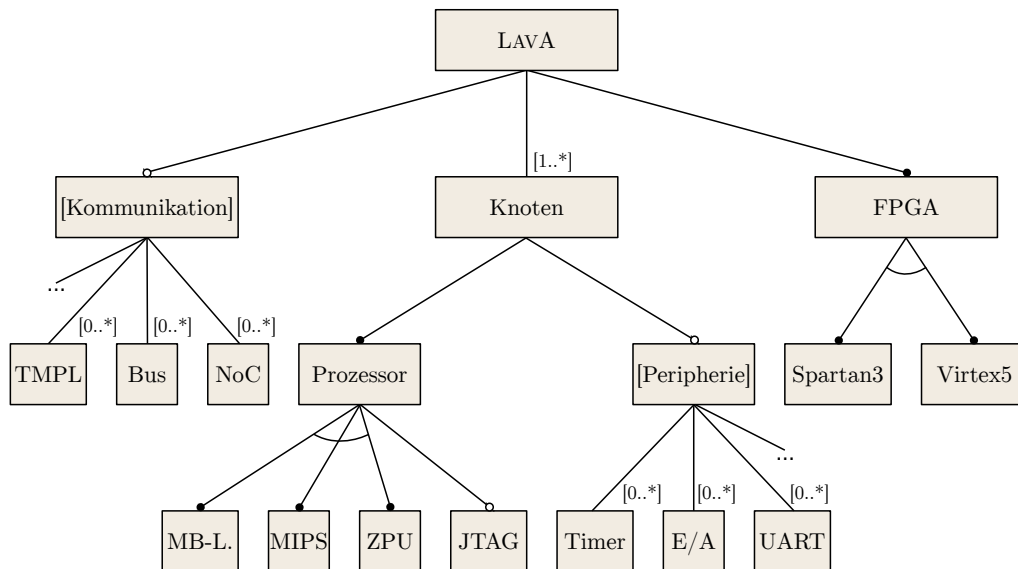 LAVA
[1..*]
[Kommunikation]
Knoten
FPGA
...
[0..*]
[0..*]
[0..*]
TMPL
Bus
NoC
Prozessor
[Peripherie]
Spartan3
Virtex5
...
[0..*]
[0..*]
[0..*]
MB-L.
MIPS
ZPU
JTAG
Timer
E/A
UART